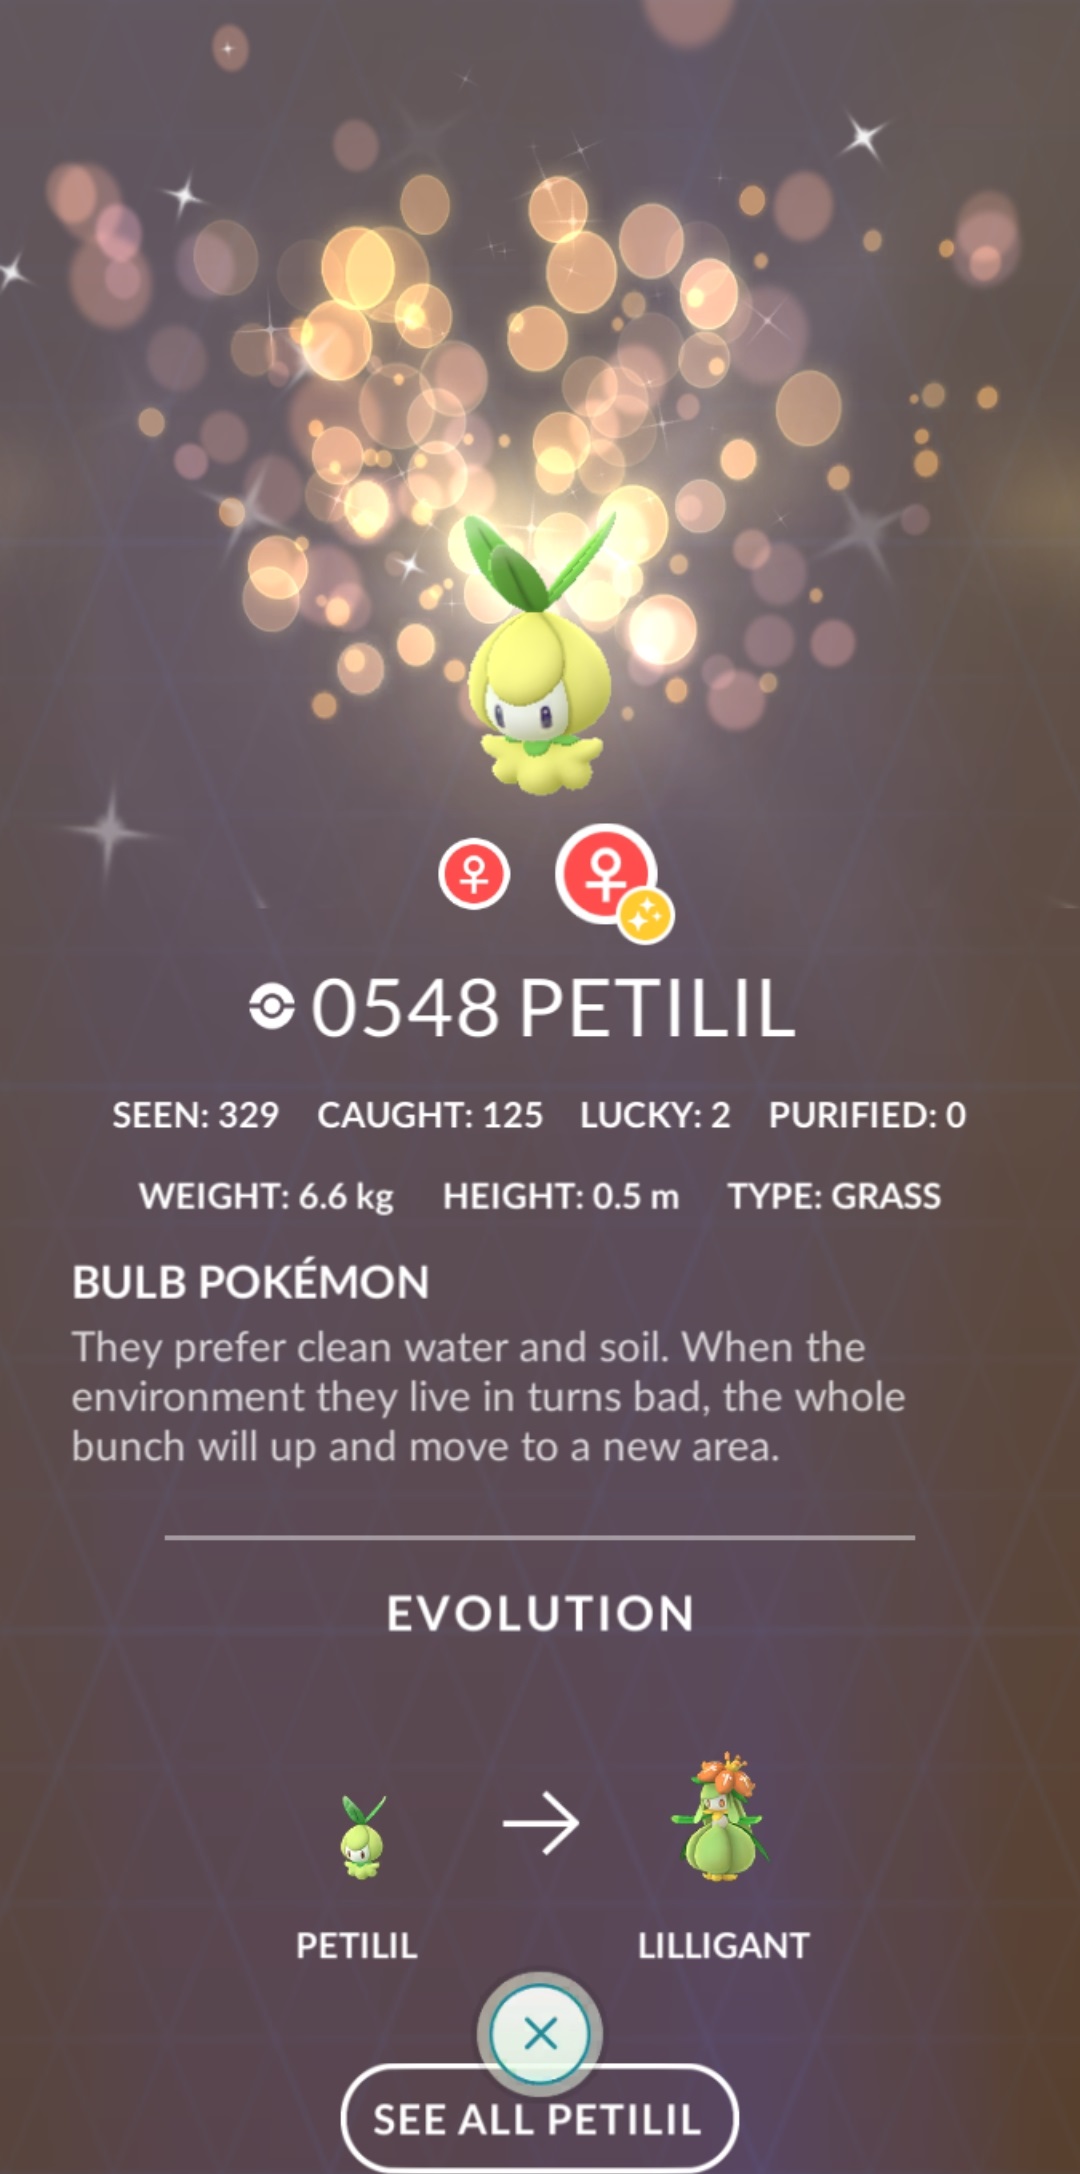 0548 PETILIL
SEEN: 329 CAUGHT: 125 LUCKY: 2 PURIFIED: 0
WEIGHT: 6.6 kg HEIGHT: 0.5 m TYPE: GRASS
BULB POKÉMON
They prefer clean water and soil. When the
environment they live in turns bad, the whole
bunch will up and move to a new area.
EVOLUTION
PETILIL LILLIGANT
SEE ALL PETILIL